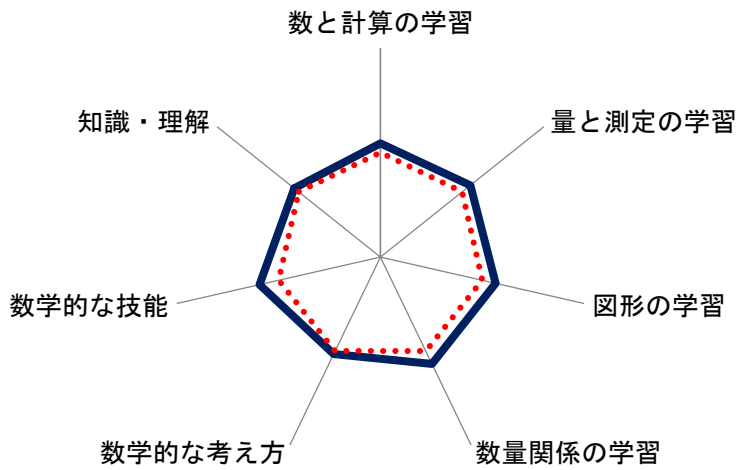 数と計算の学習
量と測定の学習
図形の学習
数量関係の学習
数学的な考え方
数学的な技能
知識・理解